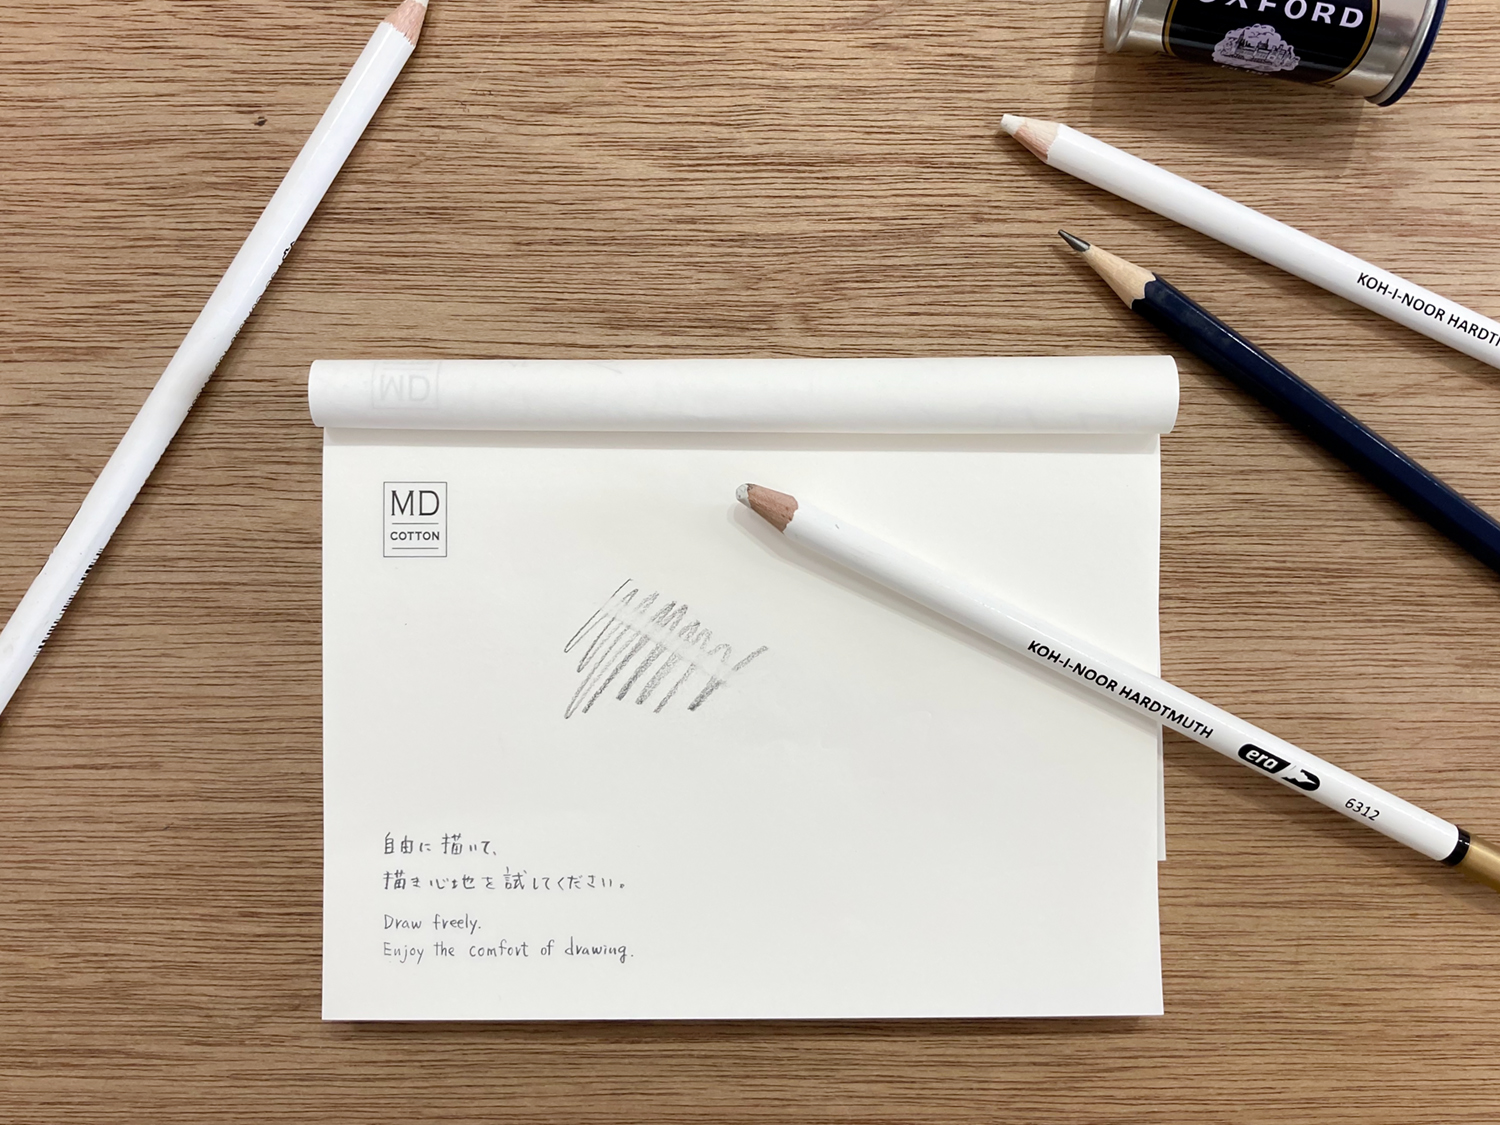 OXFORD
KOH-I-NOOR HARDT
MD
MD
COTTON
KOH-I-NOOR HARDTMUTH
era
6312
自由に描いて、
描き心地を試してください。
Draw freely.
Enjoy the comfort of drawing.